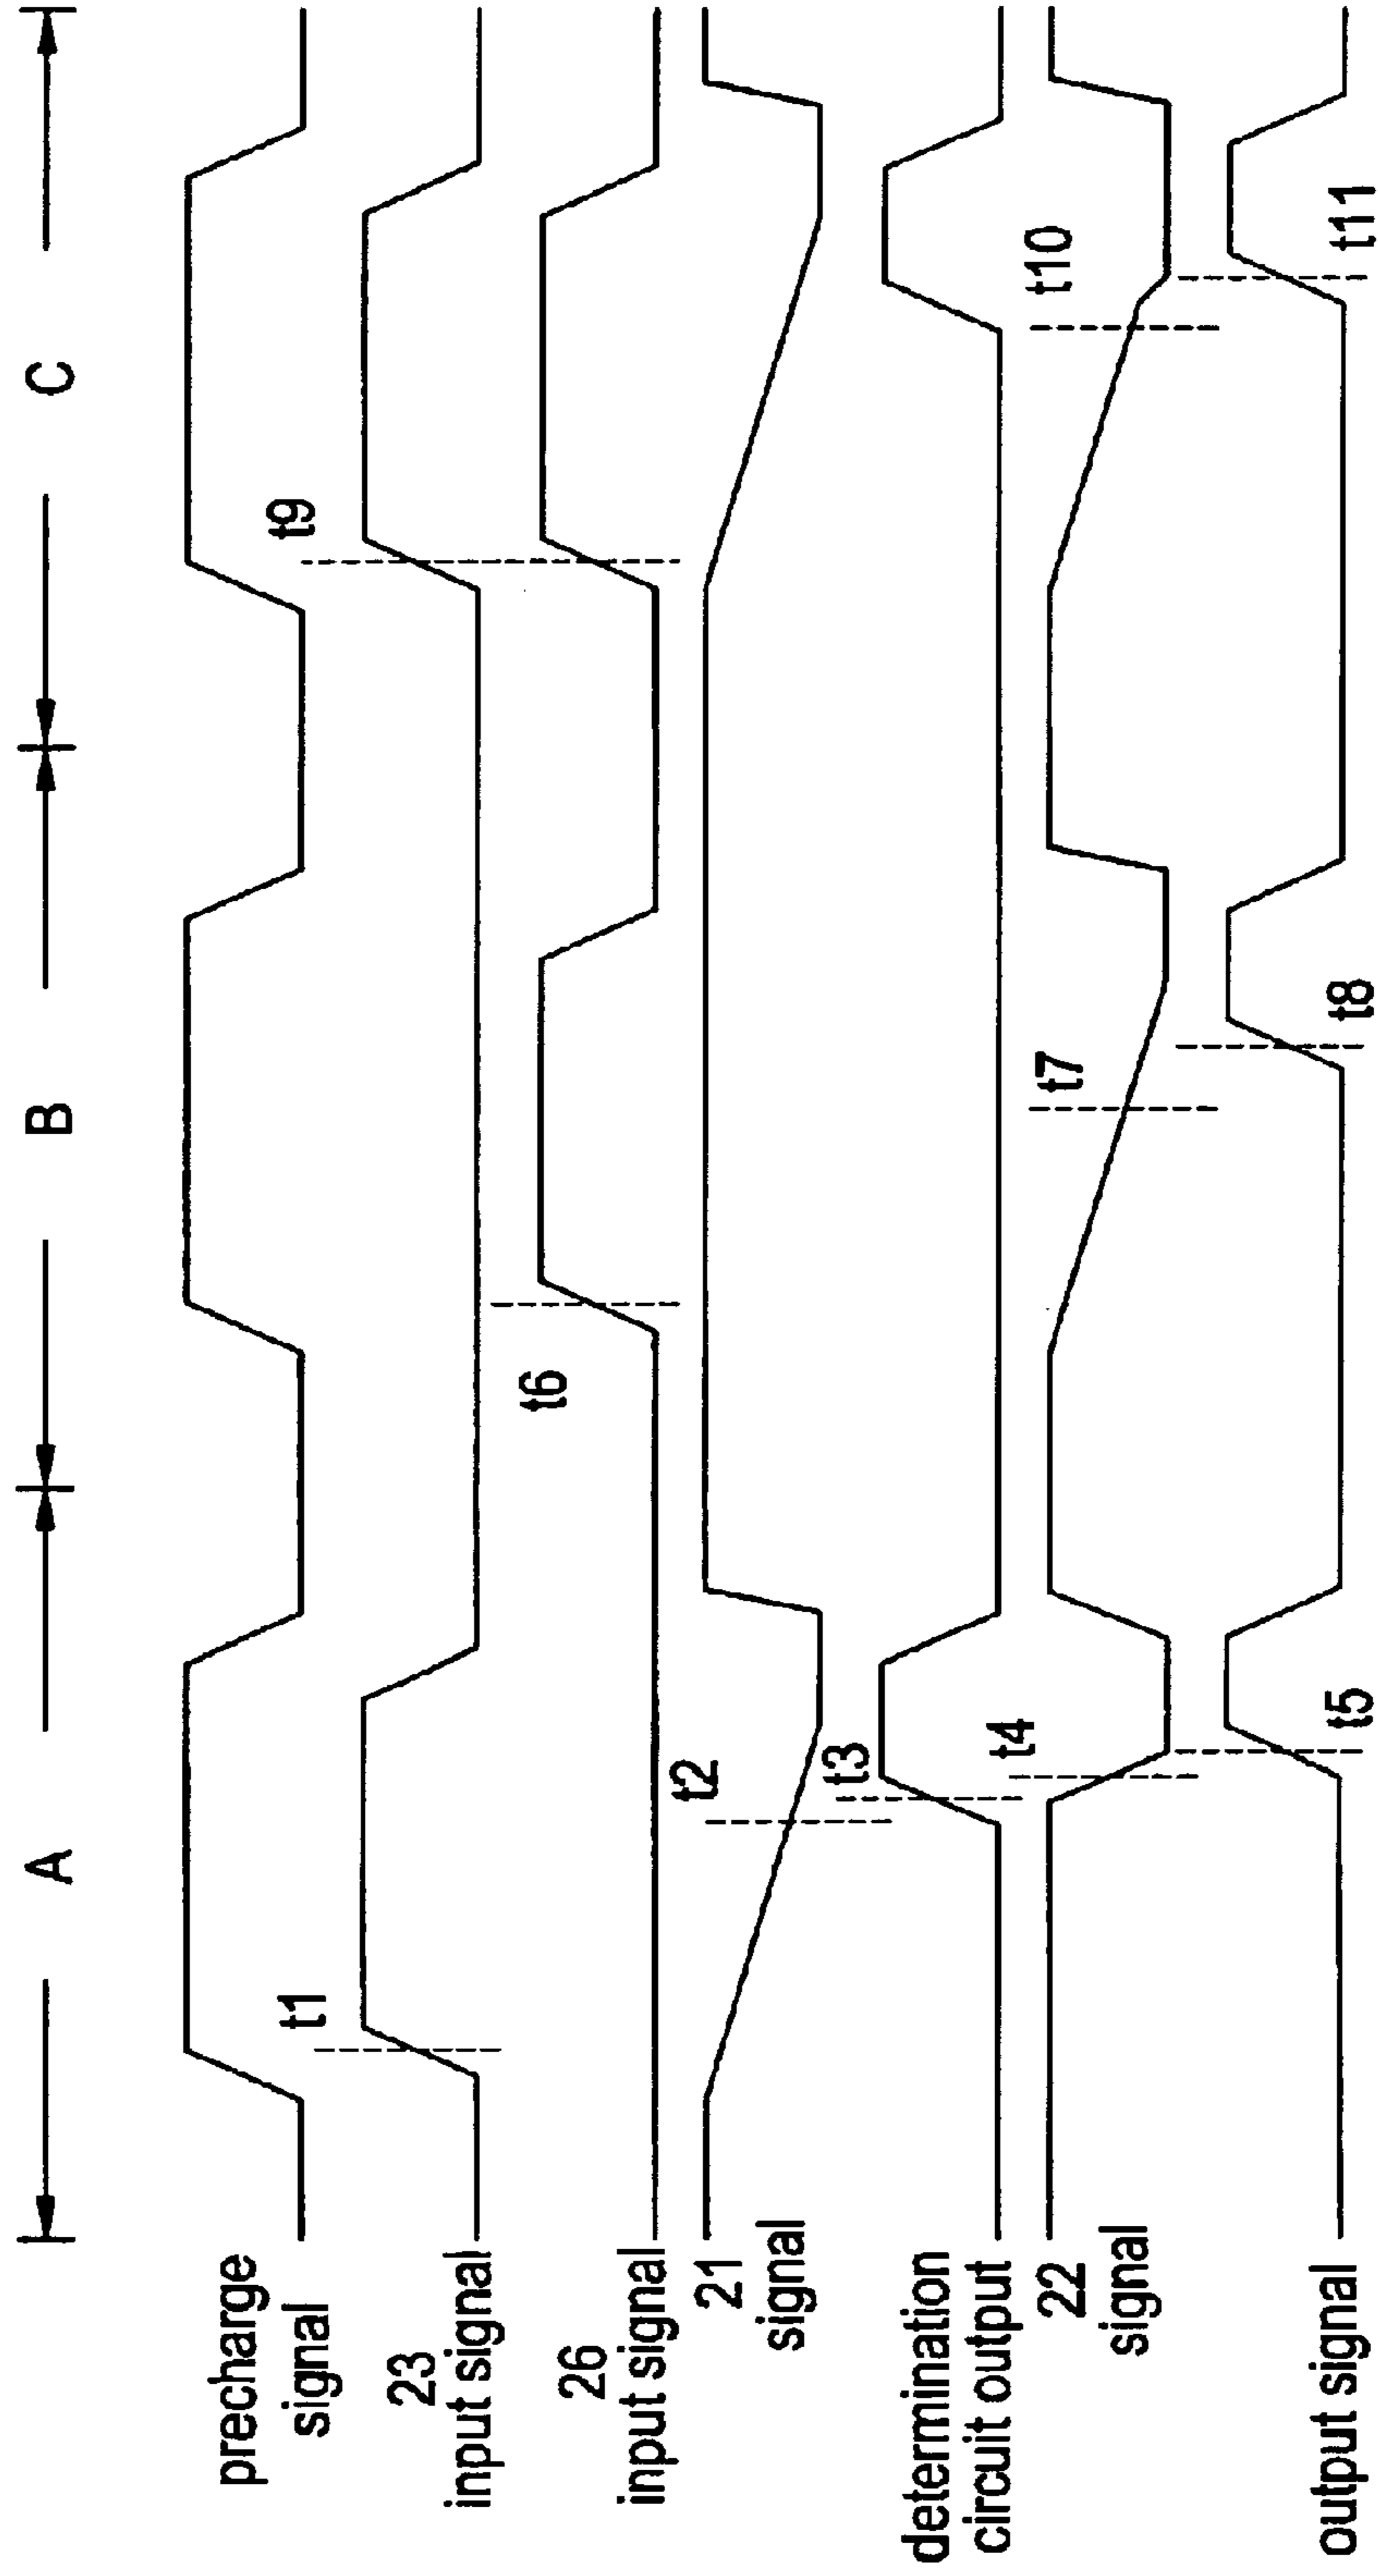 A
B
C
precharge
signal
t1
t9
23
input signal
26
input signal
t6
21
signal
t2
determination
circuit output
t3
22
signal
t4
t7
t10
output signal
t5
t8
t11